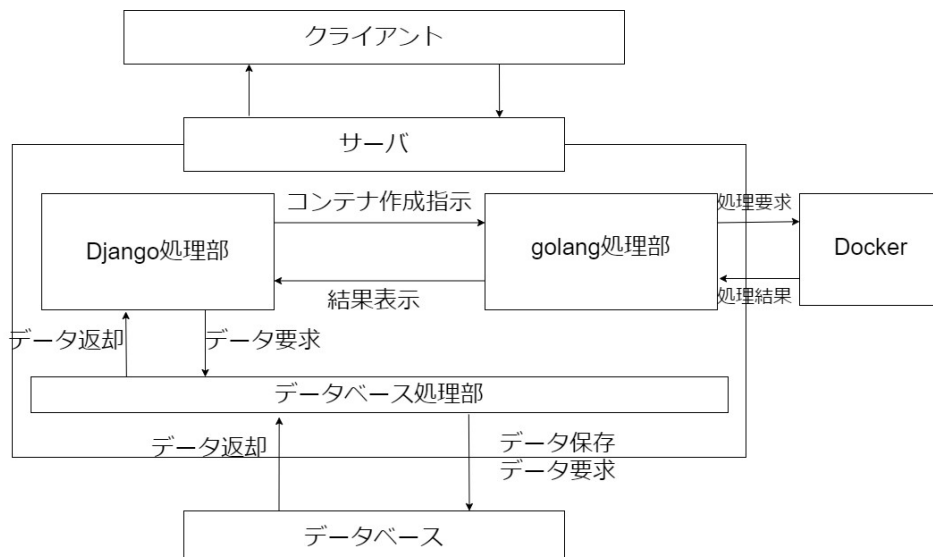 クライアント
サーバ
コンテナ作成指示
処理要求
Django処理部
golang処理部
Docker
結果表示
処理結果
データ返却
データ要求
データベース処理部
データ返却
データ保存
データ要求
データベース